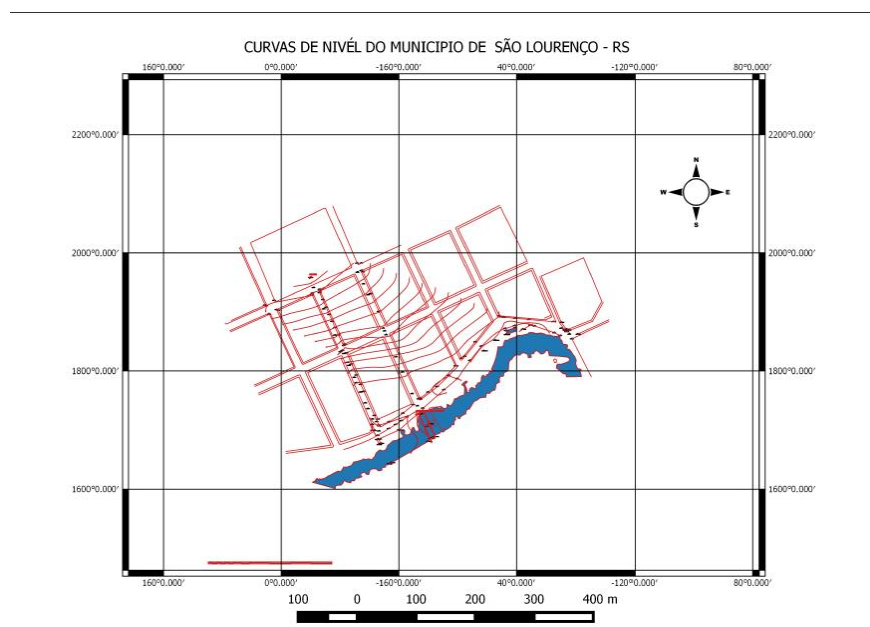 CURVAS DE NIVÉL DO MUNICIPIO DE SÃO LOURENÇO - RS
160°0.000' 0°0.000' -160°0.000' 40°0.000' -120°0.000' 80°0.000'
2200°0.000' 2200°0.000'
N
W E
S
2000°0.000' 2000°0.000'
1800°0.000' 1800°0.000'
1600°0.000' 1600°0.000'
160°0.000' 0°0.000' -160°0.000' 40°0.000' -120°0.000' 80°0.000'
100 0 100 200 300 400 m